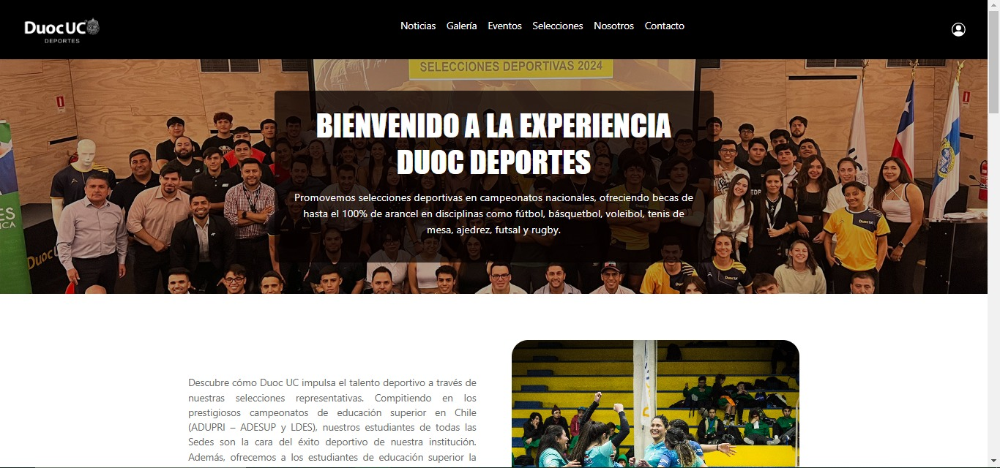 Duoc UC
DEPORTES
Noticias Galería Eventos Selecciones Nosotros Contacto
SELECCIONES DEPORTIVAS 2024
BIENVENIDO A LA EXPERIENCIA
DUOC DEPORTES
Promovemos selecciones deportivas en campeonatos nacionales, ofreciendo becas de
hasta el 100% de arancel en disciplinas como fútbol, básquetbol, voleibol, tenis de
mesa, ajedrez, futsal y rugby.
DuocUC
DuocUC
Descubre cómo Duoc UC impulsa el talento deportivo a través de
nuestras selecciones representativas. Compitiendo en los
prestigiosos campeonatos de educación superior en Chile
(ADUPRI – ADESUP y LDES), nuestros estudiantes de todas las
Sedes son la cara del éxito deportivo de nuestra institución.
Además, ofrecemos a los estudiantes de educación superior la